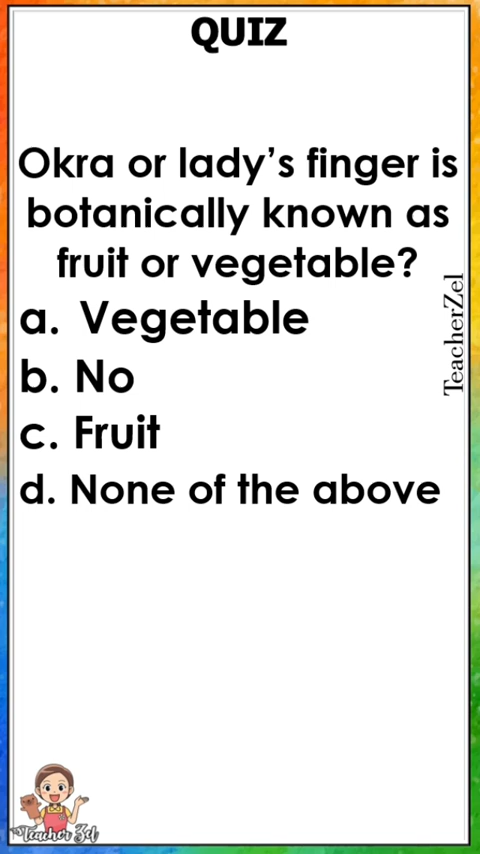 QUIZ
Okra or lady’s finger is
botanically known as
fruit or vegetable?
a. Vegetable
b. No
c. Fruit
d. None of the above
TeacherZel
Teacher Zel